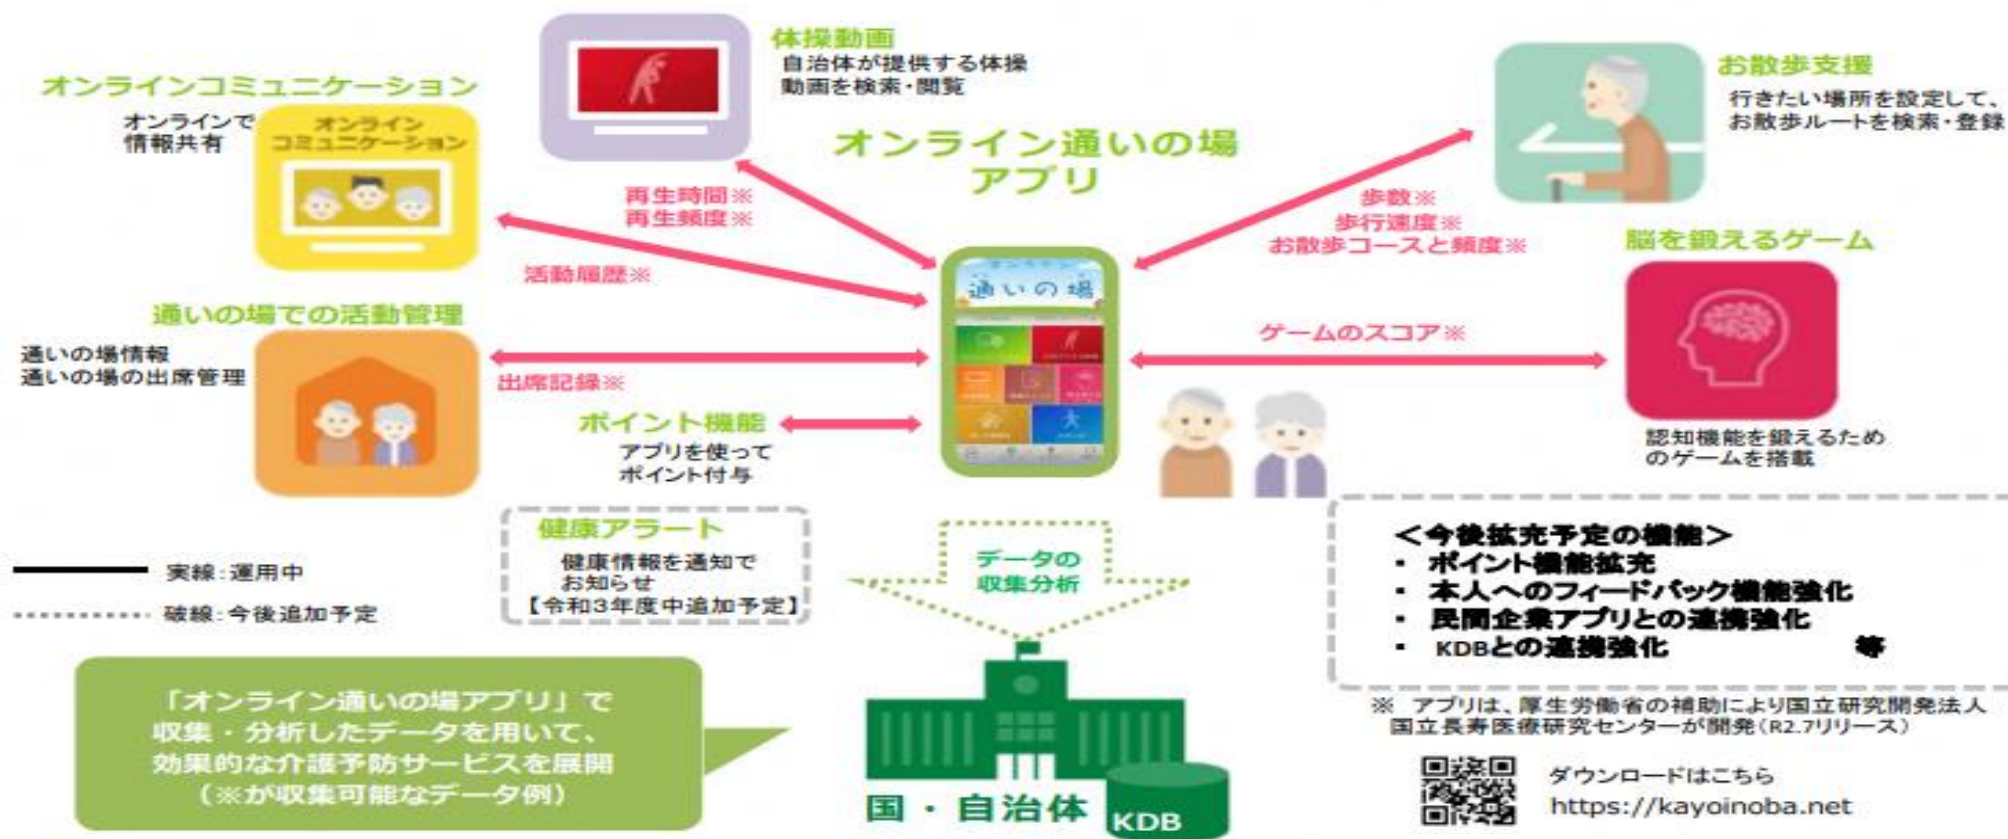 体操動画
自治体が提供する体操
動画を検索・閲覧
オンラインコミュニケーション
オンラインで
情報共有
オンライン
コミュニケーション
オンライン通いの場
アプリ
お散歩支援
行きたい場所を設定して、
お散歩ルートを検索・登録
再生時間※
再生頻度※
活動履歴※
歩数※
歩行速度※
お散歩コースと頻度※
脳を鍛えるゲーム
通いの場での活動管理
通いの場情報
通いの場の出席管理
出席記録※
オンライン
通いの場
ゲームのスコア※
認知機能を鍛えるため
のゲームを搭載
ポイント機能
アプリを使って
ポイント付与
健康アラート
健康情報を通知で
お知らせ
【令和3年度中追加予定】
実線:運用中
破線:今後追加予定
データの
収集分析
<今後拡充予定の機能>
・ ポイント機能拡充
・ 本人へのフィードバック機能強化
・ 民間企業アプリとの連携強化
・ KDBとの連携強化 等
「オンライン通いの場アプリ」で
収集・分析したデータを用いて、
効果的な介護予防サービスを展開
(※が収集可能なデータ例)
国・自治体
KDB
※ アプリは、厚生労働省の補助により国立研究開発法人
国立長寿医療研究センターが開発(R2.7リリース)
ダウンロードはこちら
https://kayoinoba.net